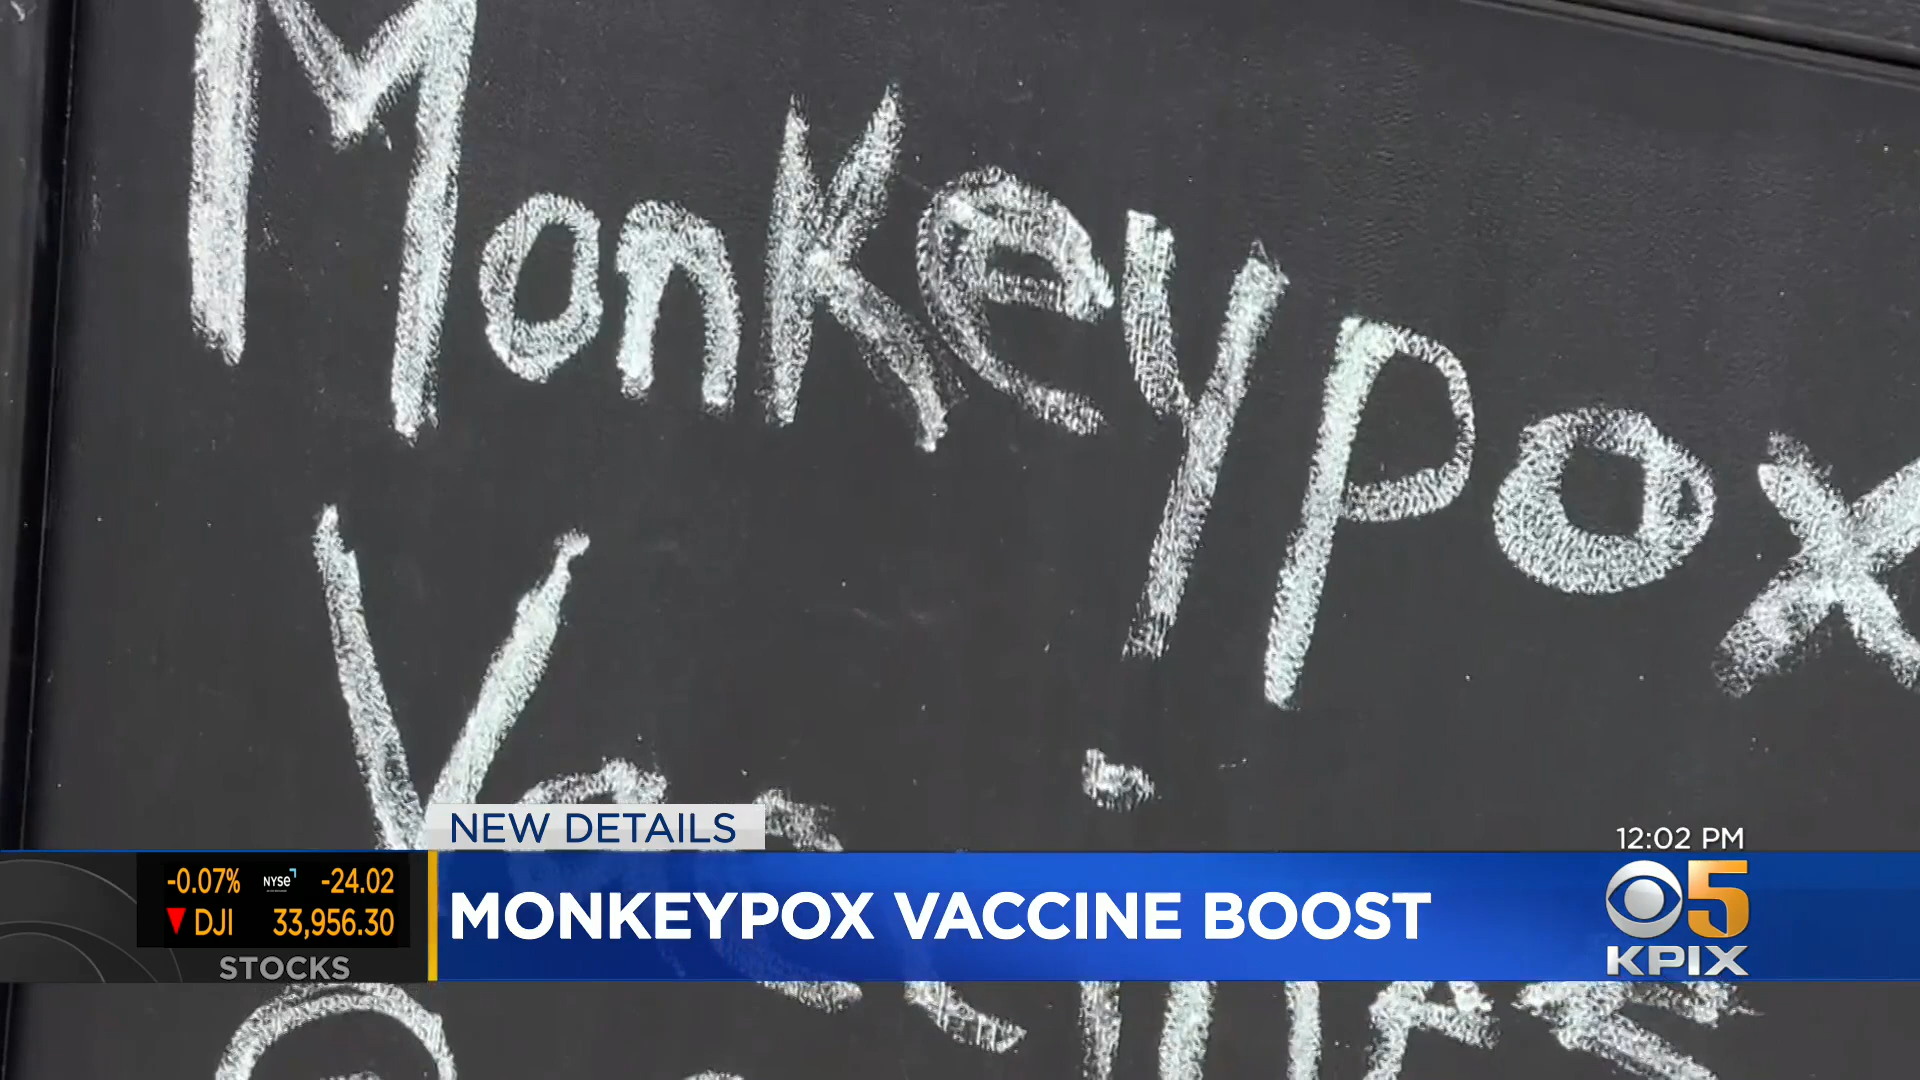 Monkeypox
NEW DETAILS
12:02 PM
-0.07% NYSE -24.02
DJI 33,956.30
STOCKS
MONKEYPOX VACCINE BOOST
5
KPIX